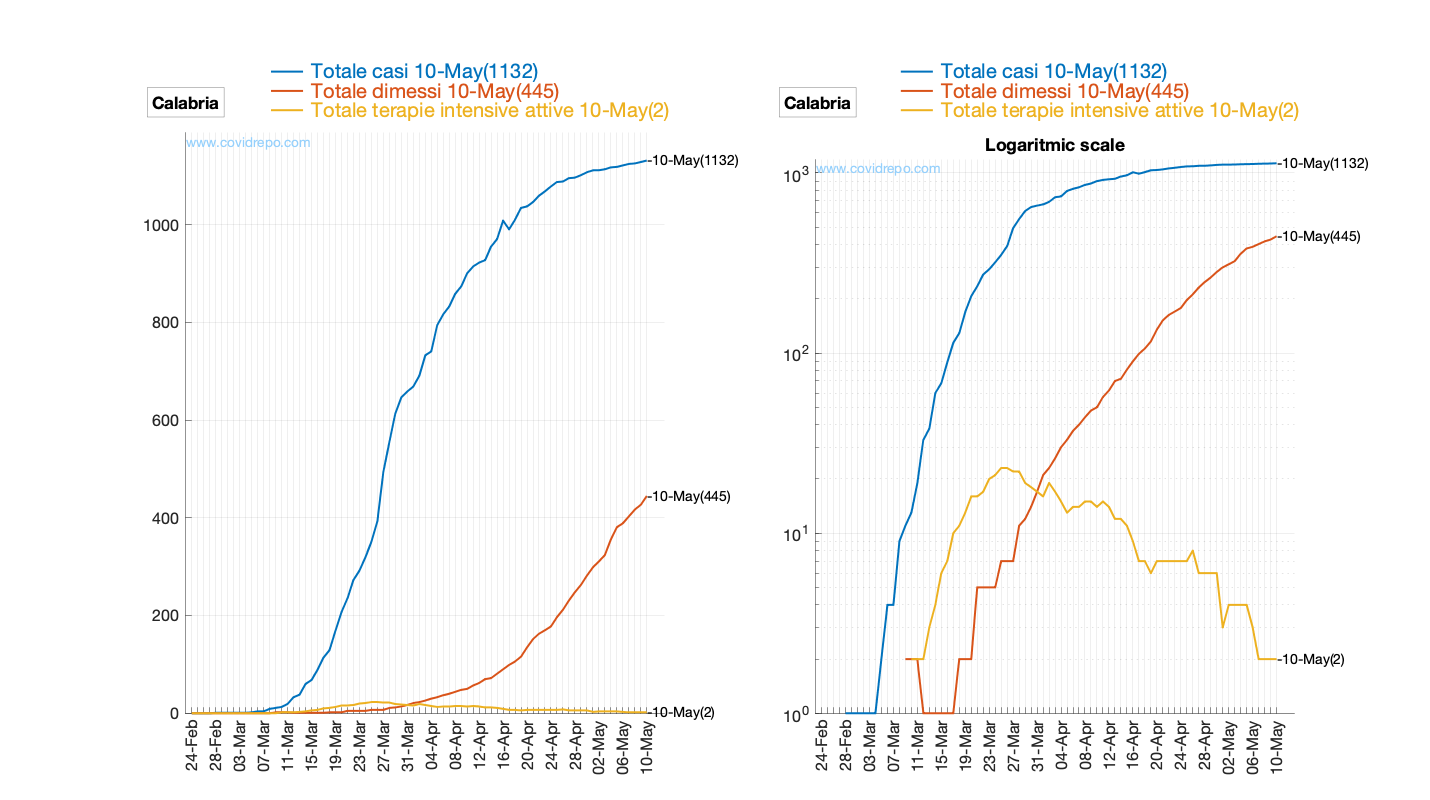 Totale casi 10-May(1132)
Totale dimessi 10-May(445)
Totale terapie intensive attive 10-May(2)
Calabria
www.covidrepo.com
-10-May(1132)
1000
800
600
-10-May(445)
400
200
0
-10-May(2)
24-Feb
28-Feb
03-Mar
07-Mar
11-Mar
15-Mar
19-Mar
23-Mar
27-Mar
31-Mar
04-Apr
08-Apr
12-Apr
16-Apr
20-Apr
24-Apr
28-Apr
02-May
06-May
10-May
Totale casi 10-May(1132)
Totale dimessi 10-May(445)
Totale terapie intensive attive 10-May(2)
Calabria
Logaritmic scale
www.covidrepo.com
-10-May(1132)
10³
-10-May(445)
10²
10¹
-10-May(2)
10⁰
24-Feb
28-Feb
03-Mar
07-Mar
11-Mar
15-Mar
19-Mar
23-Mar
27-Mar
31-Mar
04-Apr
08-Apr
12-Apr
16-Apr
20-Apr
24-Apr
28-Apr
02-May
06-May
10-May